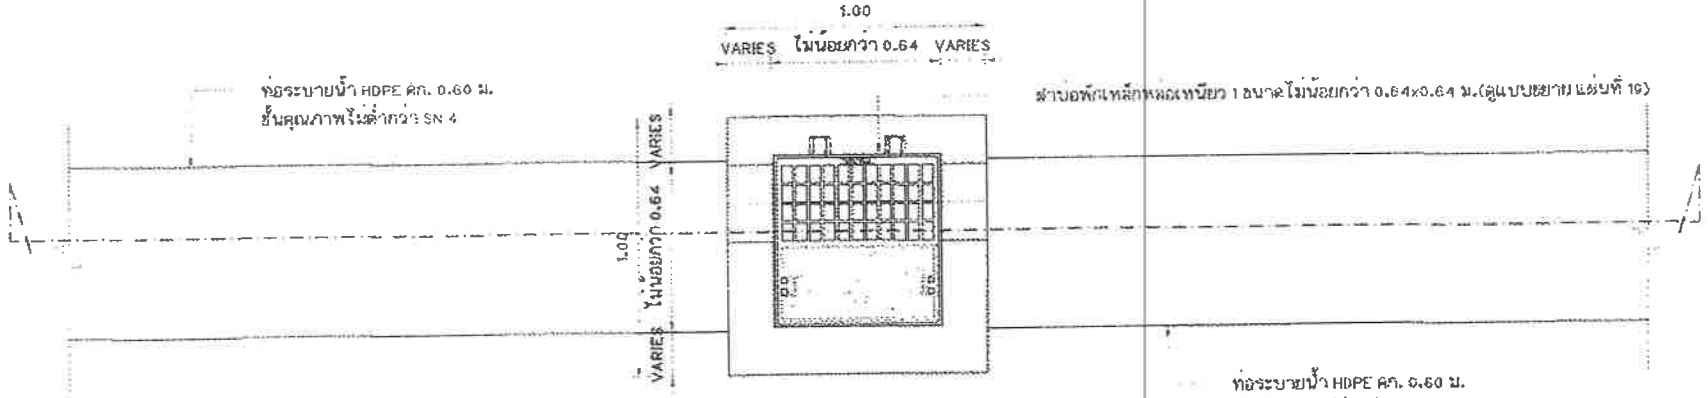 1.00
VARIES ไม่น้อยกว่า 0.64 VARIES
ท่อระบายน้ำ HDPE ศก. 0.60 ม.
ชั้นคุณภาพไม่ต่ำกว่า SN 4
ฝาบ่อพักเหล็กหล่อเหนียว 1 ขนาดไม่น้อยกว่า 0.64x0.64 ม.(ดูแบบขยาย แผ่นที่ 19)
VARIES ไม่น้อยกว่า 0.64 VARIES
1.00
ท่อระบายน้ำ HDPE ศก. 0.60 ม.